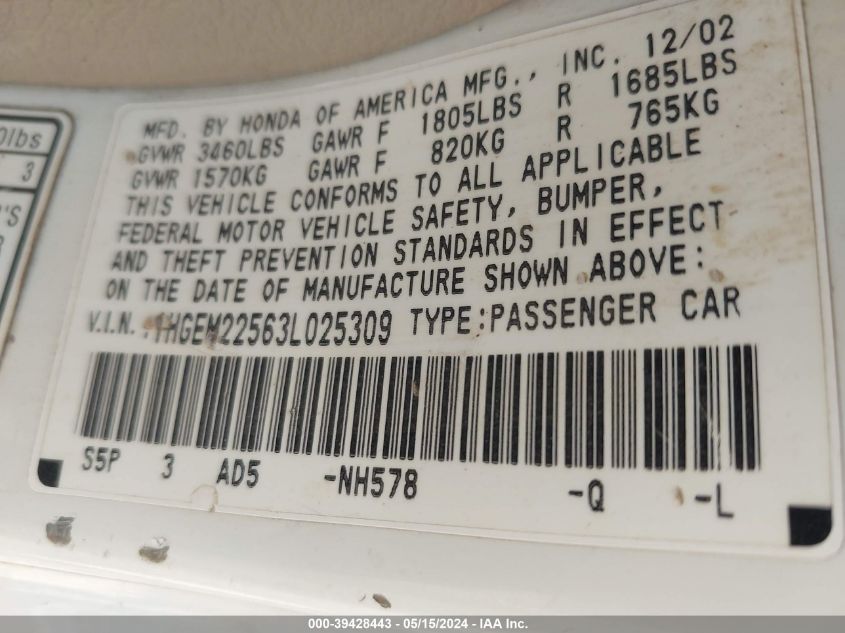 0lbs
3
'S
MFD. BY HONDA OF AMERICA MFG., INC. 12/02
GVWR 3460LBS GAWR F 1805LBS R 1685LBS
GVWR 1570KG GAWR F 820KG R 765KG
THIS VEHICLE CONFORMS TO ALL APPLICABLE
FEDERAL MOTOR VEHICLE SAFETY, BUMPER,
AND THEFT PREVENTION STANDARDS IN EFFECT
ON THE DATE OF MANUFACTURE SHOWN ABOVE:
V.I.N. :1HGEM22563L025309 TYPE:PASSENGER CAR
S5P 3 AD5 -NH578 -Q -L
000-39428443 - 05/15/2024 - IAA Inc.